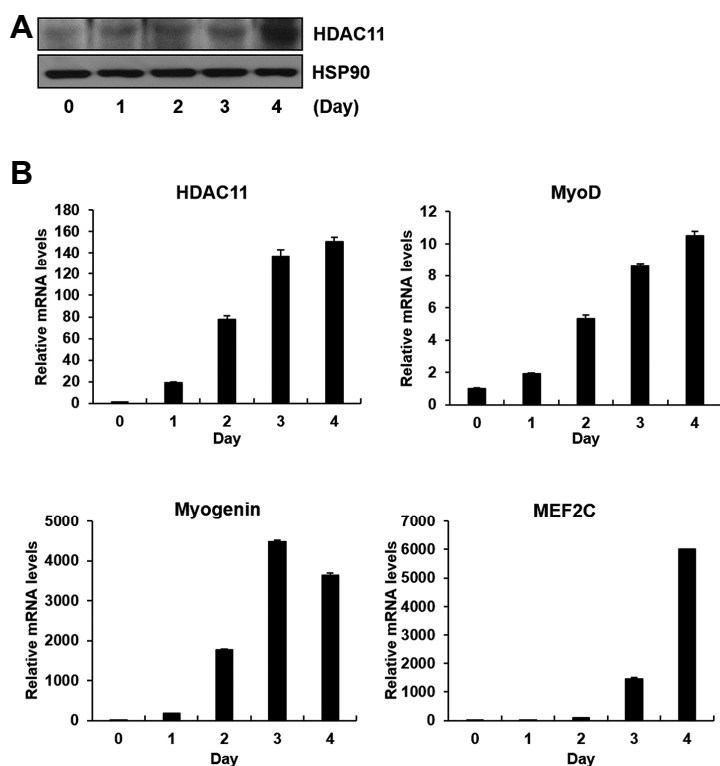 A
HDAC11
HSP90
0 1 2 3 4 (Day)
B
HDAC11
Relative mRNA levels
180
160
140
120
100
80
60
40
20
0
0 1 2 3 4
Day
MyoD
Relative mRNA levels
12
10
8
6
4
2
0
0 1 2 3 4
Day
Myogenin
Relative mRNA levels
5000
4000
3000
2000
1000
0
0 1 2 3 4
Day
MEF2C
Relative mRNA levels
7000
6000
5000
4000
3000
2000
1000
0
0 1 2 3 4
Day